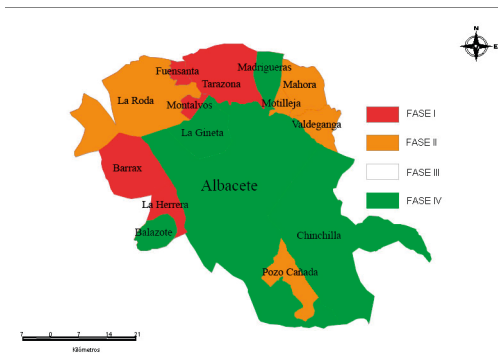 N
E
Fuensanta
Madrigueras
Tarazona
Mahora
La Roda
Montalvos
Motilleja
Valdeganga
La Gineta
Barrax
Albacete
La Herrera
Balazote
Chinchilla
Pozo Cañada
FASE I
FASE II
FASE III
FASE IV
7 0 7 14 21
Kilómetros